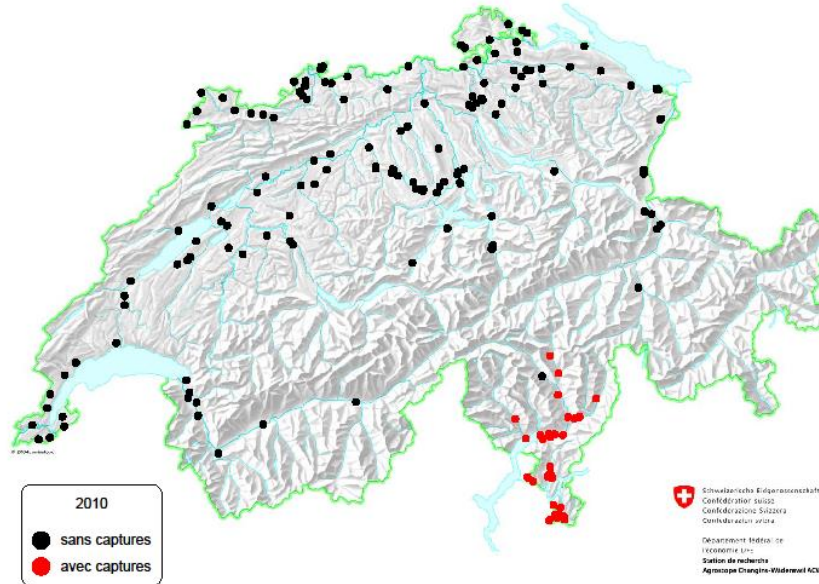 2010
sans captures
avec captures
Schweizerische Eidgenossenschaft
Confédération suisse
Confederazione Svizzera
Confederaziun svizra
Département fédéral de
l'économie DFE
Station de recherche
Agroscope Changins-Wädenswil ACW